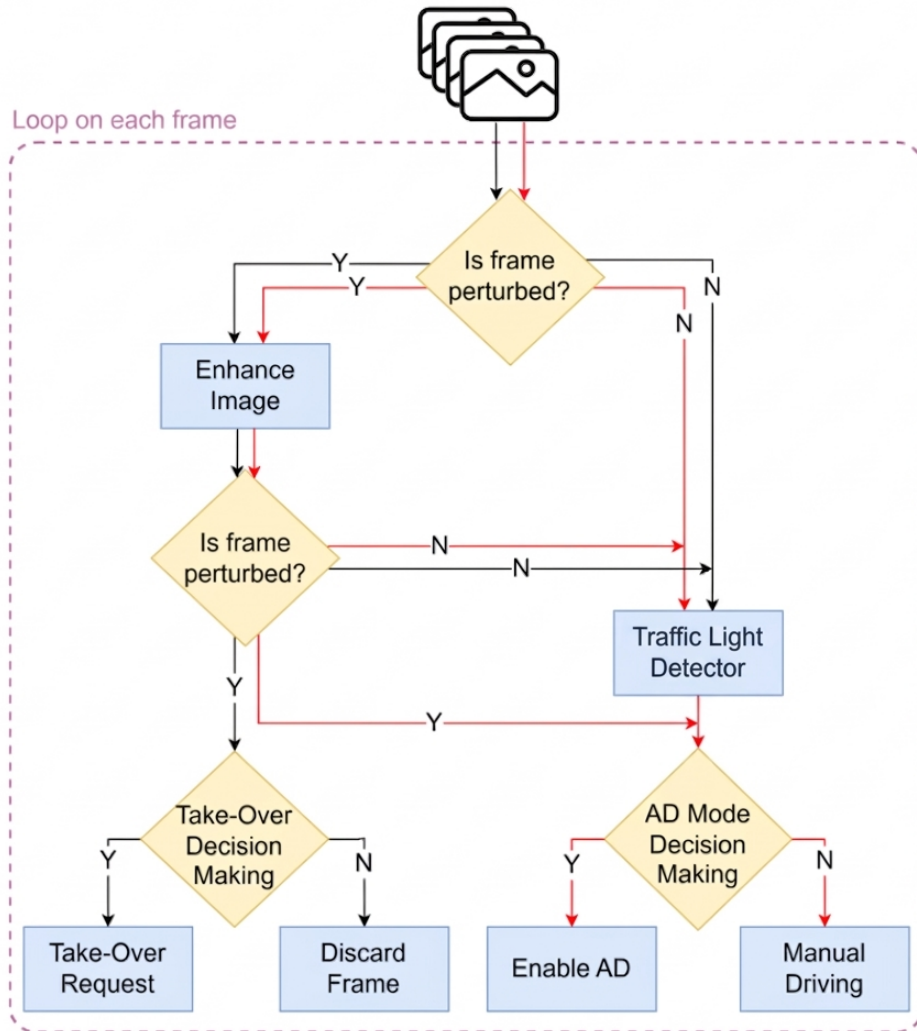 Loop on each frame
Is frame
perturbed?
Y
N
Y
N
Enhance
Image
Is frame
perturbed?
N
N
Traffic Light
Detector
Y
Y
Take-Over
Decision
Making
AD Mode
Decision
Making
Y
N
Y
N
Take-Over
Request
Discard
Frame
Enable AD
Manual
Driving